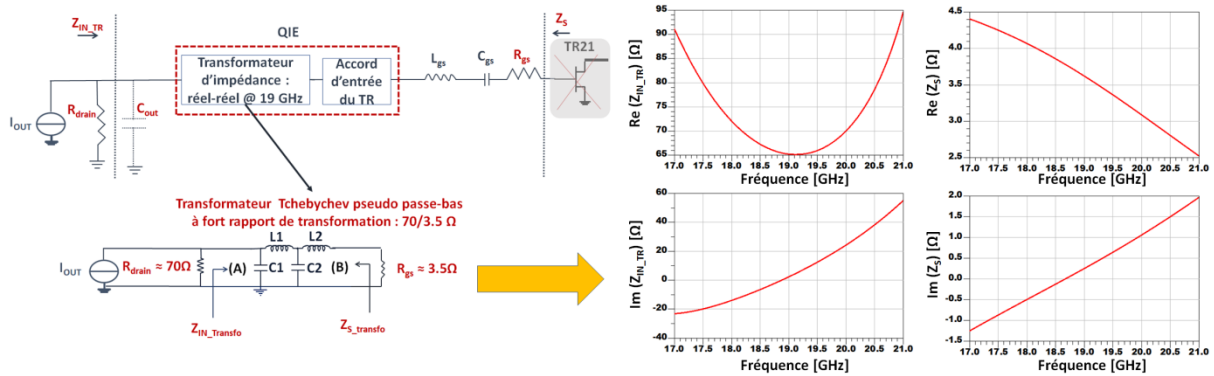 Z_IN_TR
QIE
Z_S
TR21
Transformateur
d'impédance :
réel-réel @ 19 GHz
Accord
d'entrée
du TR
L_gs
C_gs
R_gs
I_OUT
R_drain
C_out
Transformateur Tchebychev pseudo passe-bas
à fort rapport de transformation : 70/3.5 Ω
L1
L2
I_OUT
R_drain ≈ 70Ω
(A)
C1
C2
(B)
R_gs ≈ 3.5Ω
Z_IN_Transfo
Z_S_transfo
Re (Z_IN_TR) [Ω]
95
90
85
80
75
70
65
17.0
17.5
18.0
18.5
19.0
19.5
20.0
20.5
21.0
Fréquence [GHz]
Re (Z_S) [Ω]
4.5
4.0
3.5
3.0
2.5
17.0
17.5
18.0
18.5
19.0
19.5
20.0
20.5
21.0
Fréquence [GHz]
Im (Z_IN_TR) [Ω]
60
40
20
0
-20
-40
17.0
17.5
18.0
18.5
19.0
19.5
20.0
20.5
21.0
Fréquence [GHz]
Im (Z_S) [Ω]
2.0
1.5
1.0
0.5
0.0
-0.5
-1.0
-1.5
17.0
17.5
18.0
18.5
19.0
19.5
20.0
20.5
21.0
Fréquence [GHz]